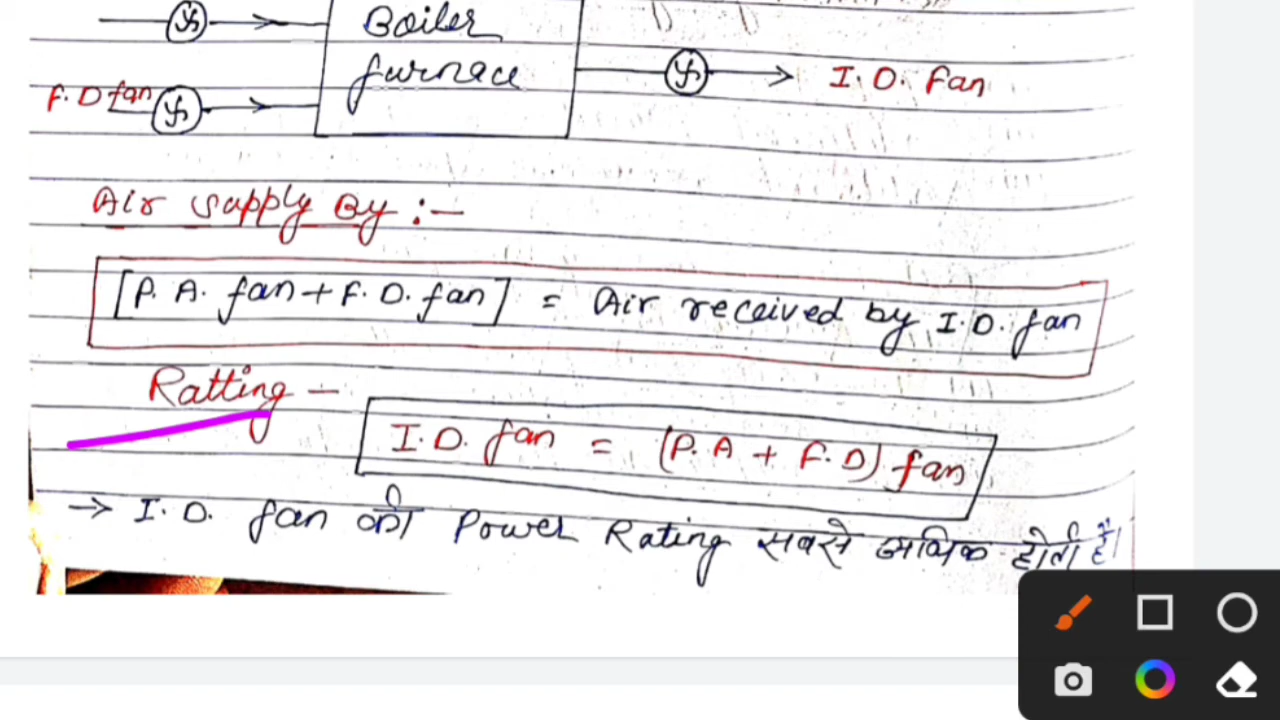 Boiler
furnace
F.D fan
I.D. fan
Air Supply By :-
[P. A. fan + F. D. fan] = Air received by I.D. fan
Ratting -
I.D. fan = (P.A + F.D) fan
→ I.D. fan की Power Rating सबसे अधिक होती है।